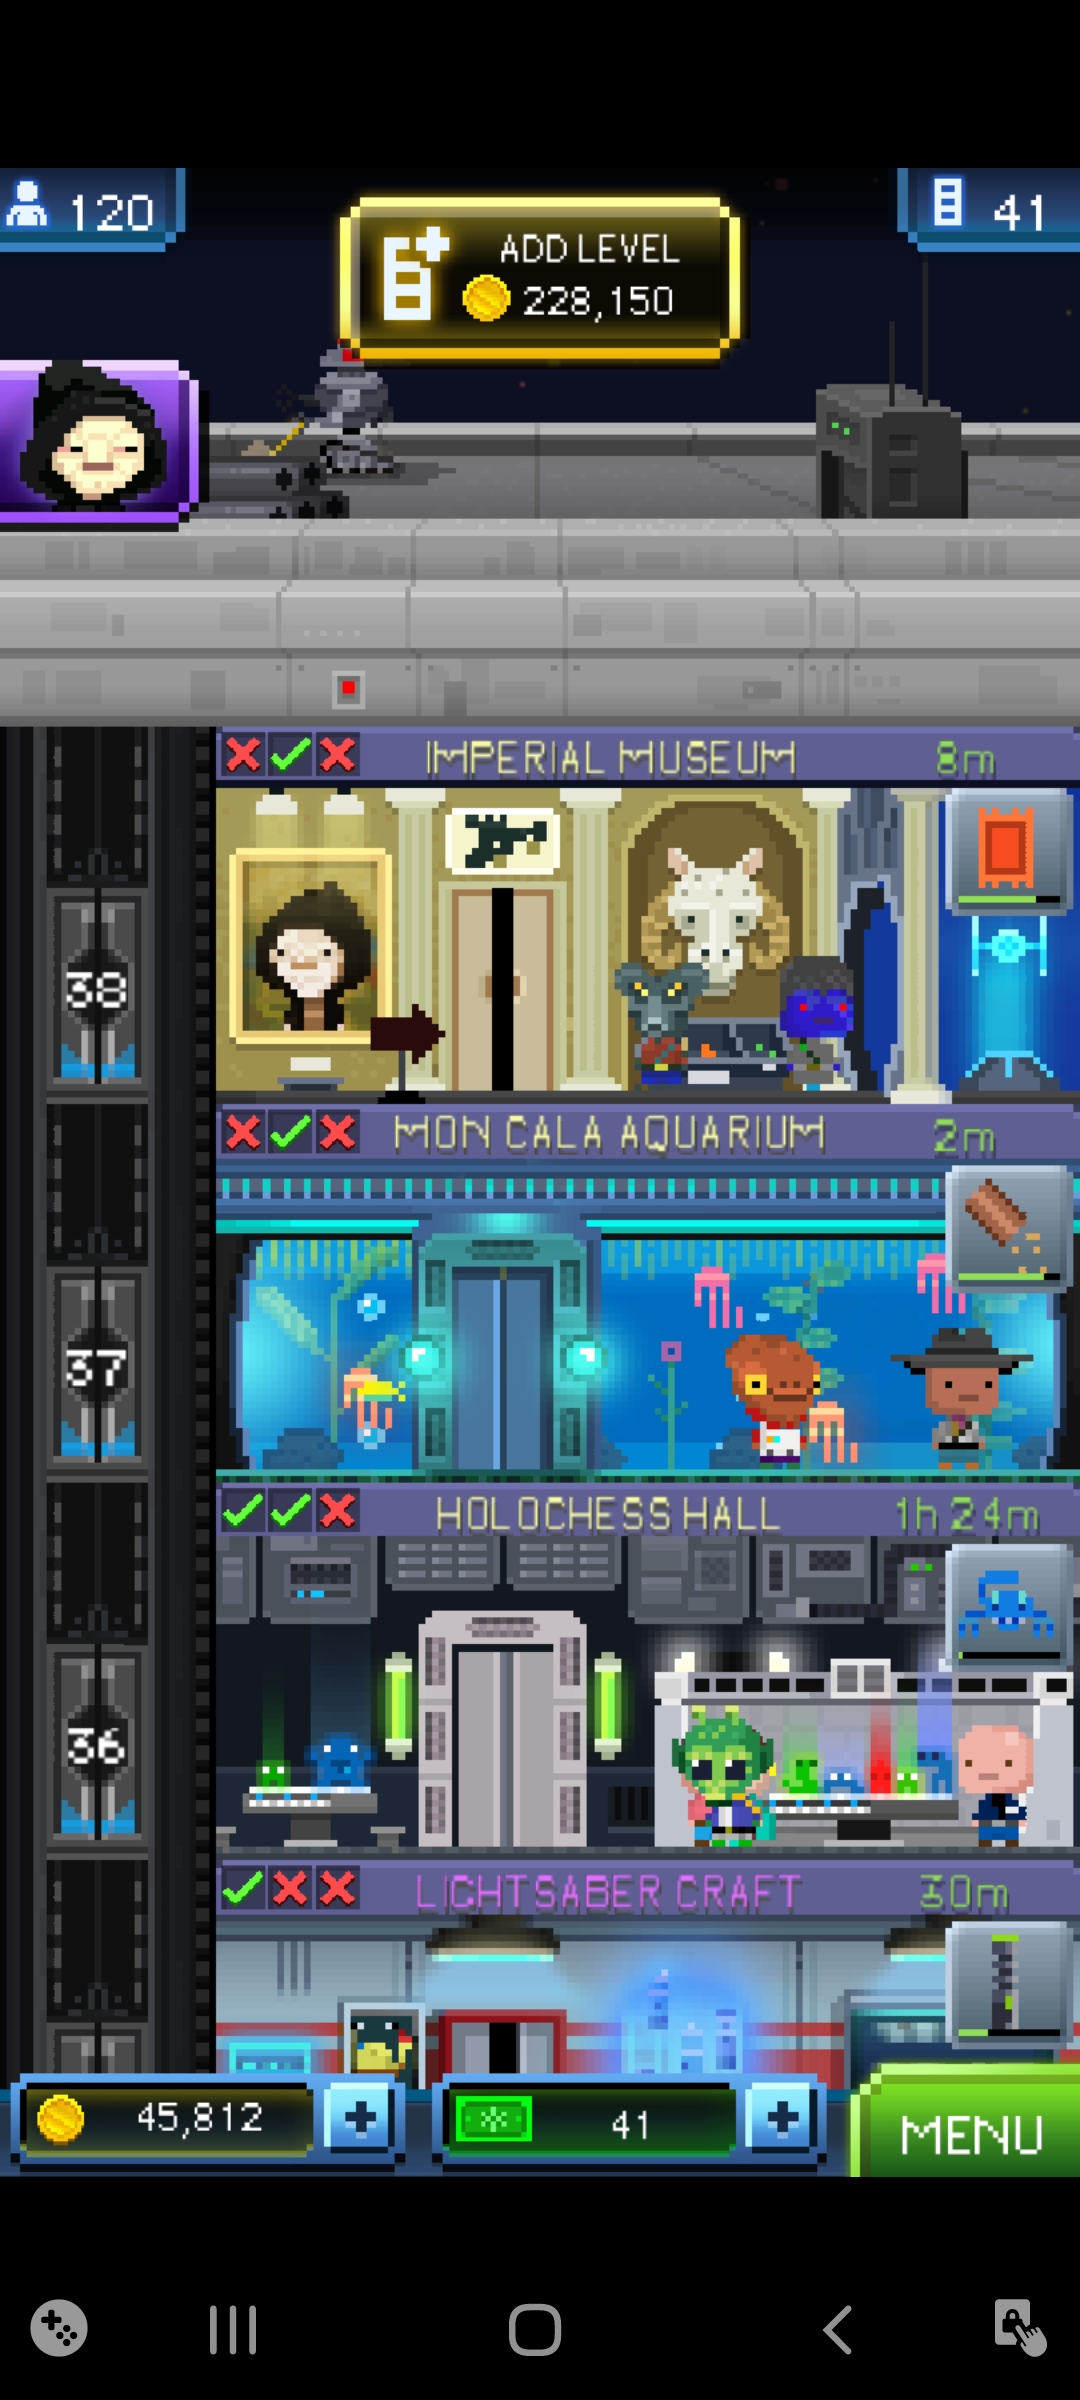 120
ADD LEVEL
228,150
41
IMPERIAL MUSEUM 8m
38
MON CALA AQUARIUM 2m
37
HOLOCHESS HALL 1h 24m
36
LIGHTSABER CRAFT 30m
45,812
41
MENU